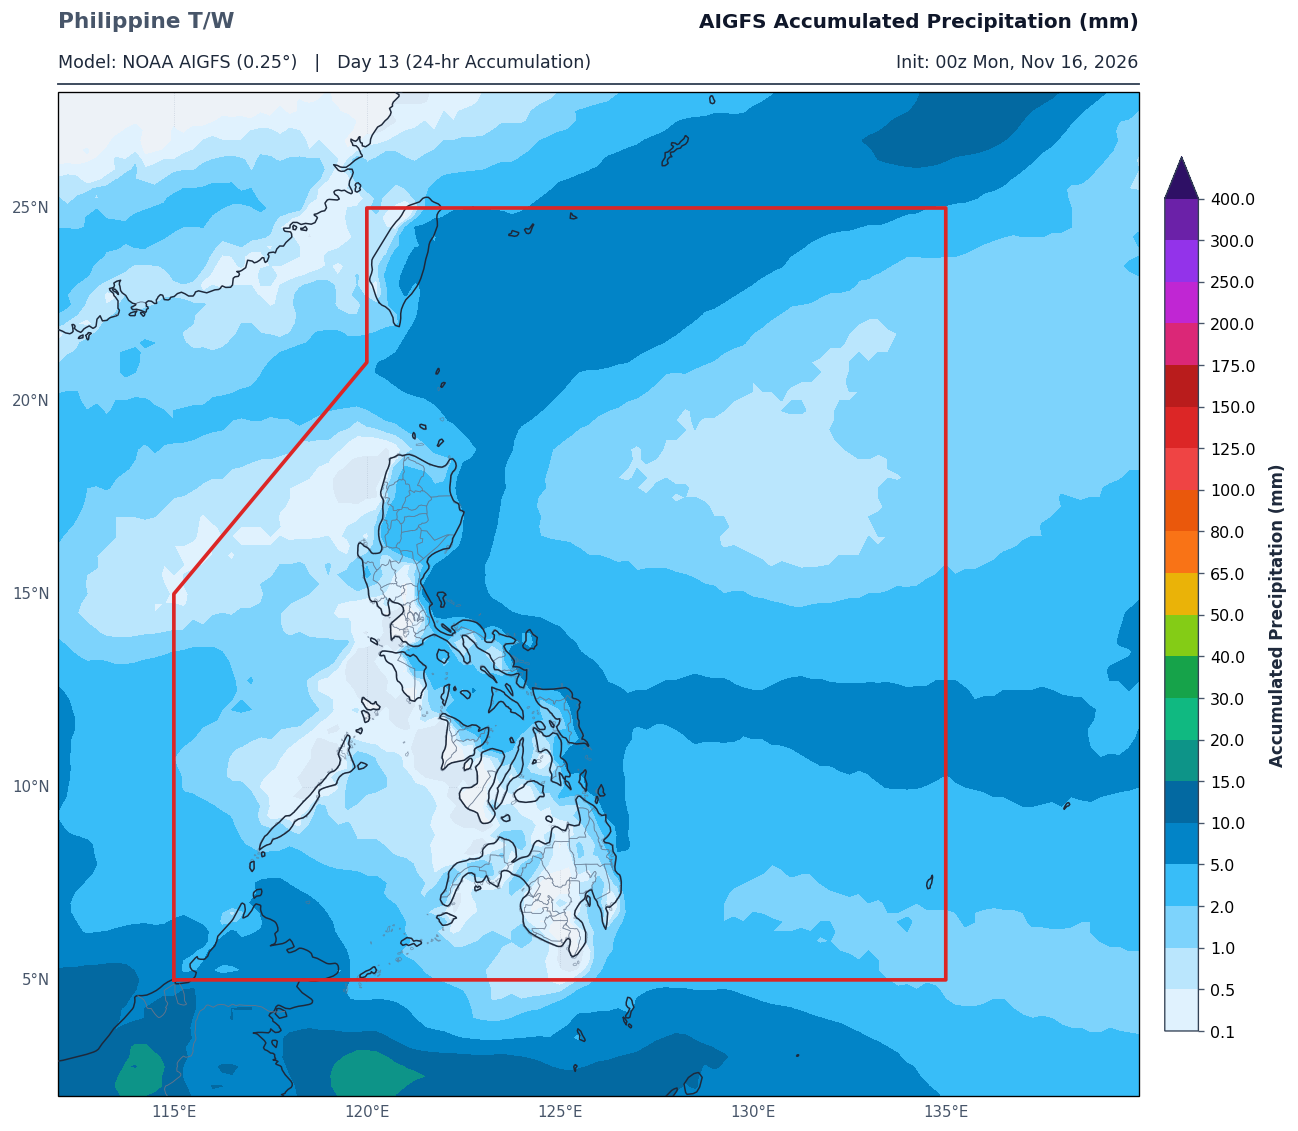 Philippine T/W
AIGFS Accumulated Precipitation (mm)
Model: NOAA AIGFS (0.25°)   |   Day 13 (24-hr Accumulation)
Init: 00z Mon, Nov 16, 2026
25°N
20°N
15°N
10°N
5°N
115°E
120°E
125°E
130°E
135°E
400.0
300.0
250.0
200.0
175.0
150.0
125.0
100.0
80.0
65.0
50.0
40.0
30.0
20.0
15.0
10.0
5.0
2.0
1.0
0.5
0.1
Accumulated Precipitation (mm)